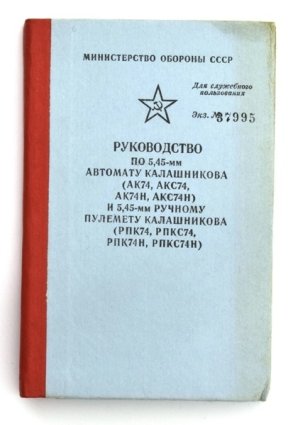 МИНИСТЕРСТВО ОБОРОНЫ СССР
Для служебного
пользования
Экз. № 87995
РУКОВОДСТВО
ПО 5,45-мм
АВТОМАТУ КАЛАШНИКОВА
(АК74, АКС74,
АК74Н, АКС74Н)
И 5,45-мм РУЧНОМУ
ПУЛЕМЕТУ КАЛАШНИКОВА
(РПК74, РПКС74,
РПК74Н, РПКС74Н)